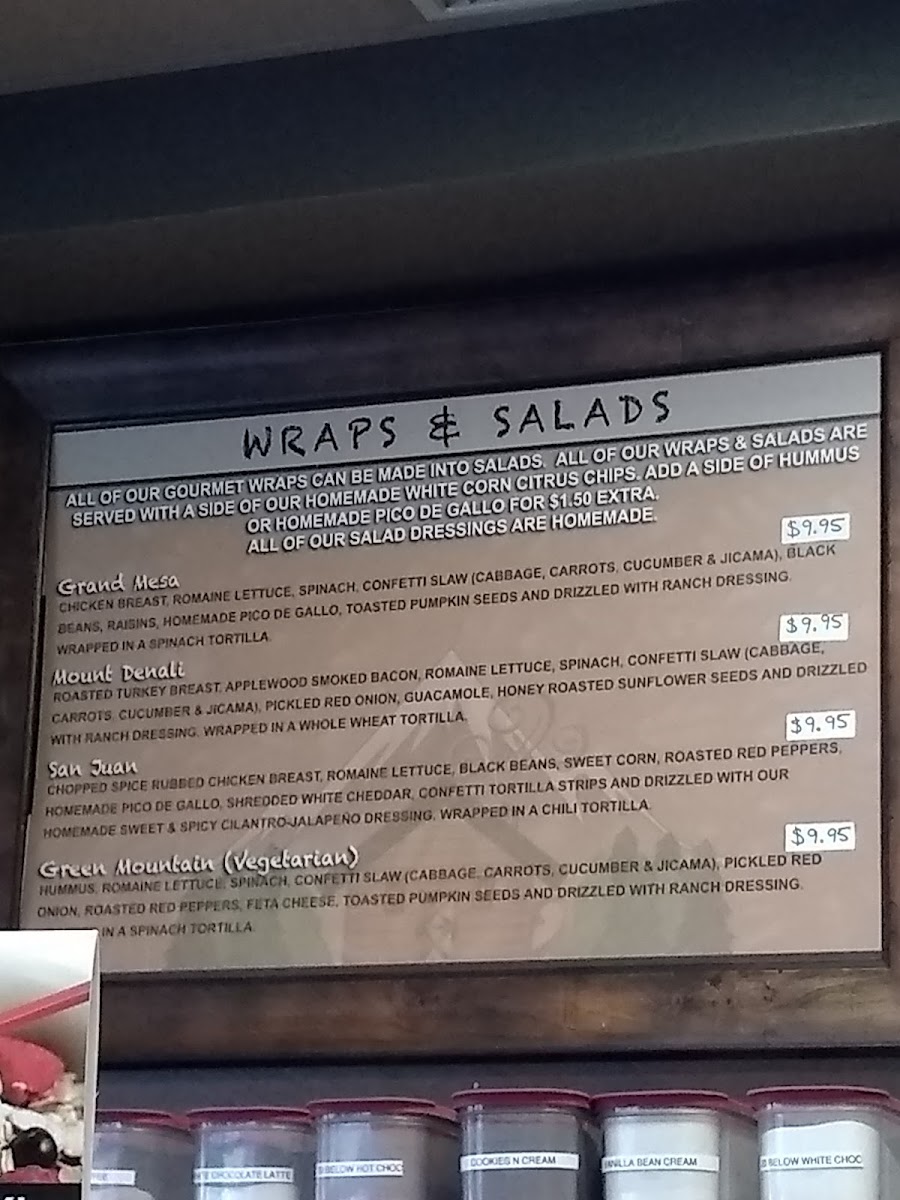 WRAPS & SALADS
ALL OF OUR GOURMET WRAPS CAN BE MADE INTO SALADS. ALL OF OUR WRAPS & SALADS ARE
SERVED WITH A SIDE OF OUR HOMEMADE WHITE CORN CITRUS CHIPS. ADD A SIDE OF HUMMUS
OR HOMEMADE PICO DE GALLO FOR $1.50 EXTRA.
ALL OF OUR SALAD DRESSINGS ARE HOMEMADE.
$9.95
Grand Mesa
CHICKEN BREAST, ROMAINE LETTUCE, SPINACH, CONFETTI SLAW (CABBAGE, CARROTS, CUCUMBER & JICAMA), BLACK
BEANS, RAISINS, HOMEMADE PICO DE GALLO, TOASTED PUMPKIN SEEDS AND DRIZZLED WITH RANCH DRESSING.
WRAPPED IN A SPINACH TORTILLA.
$9.95
Mount Denali
ROASTED TURKEY BREAST, APPLEWOOD SMOKED BACON, ROMAINE LETTUCE, SPINACH, CONFETTI SLAW (CABBAGE,
CARROTS, CUCUMBER & JICAMA), PICKLED RED ONION, GUACAMOLE, HONEY ROASTED SUNFLOWER SEEDS AND DRIZZLED
WITH RANCH DRESSING. WRAPPED IN A WHOLE WHEAT TORTILLA.
$9.95
San Juan
CHOPPED SPICE RUBBED CHICKEN BREAST, ROMAINE LETTUCE, BLACK BEANS, SWEET CORN, ROASTED RED PEPPERS,
HOMEMADE PICO DE GALLO, SHREDDED WHITE CHEDDAR, CONFETTI TORTILLA STRIPS AND DRIZZLED WITH OUR
HOMEMADE SWEET & SPICY CILANTRO-JALAPEÑO DRESSING. WRAPPED IN A CHILI TORTILLA.
$9.95
Green Mountain (Vegetarian)
HUMMUS, ROMAINE LETTUCE, SPINACH, CONFETTI SLAW (CABBAGE, CARROTS, CUCUMBER & JICAMA), PICKLED RED
ONION, ROASTED RED PEPPERS, FETA CHEESE, TOASTED PUMPKIN SEEDS AND DRIZZLED WITH RANCH DRESSING.
IN A SPINACH TORTILLA.
CHOCOLATE LATTE
BELOW HOT CHOC
COOKIES N CREAM
VANILLA BEAN CREAM
BELOW WHITE CHOC